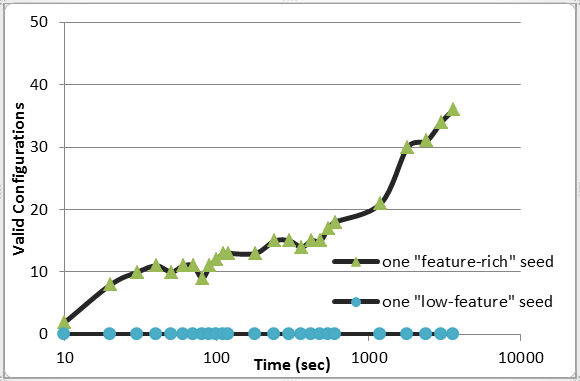 50
40
30
20
10
0
Valid Configurations
one "feature-rich" seed
one "low-feature" seed
10 100 1000 10000
Time (sec)